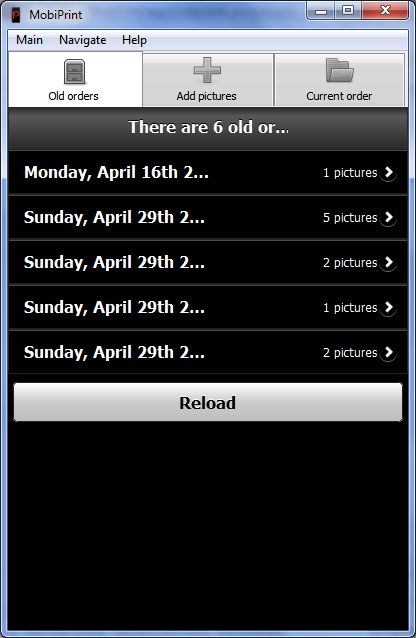 MobiPrint
Main Navigate Help
Old orders Add pictures Current order
There are 6 old or...
Monday, April 16th 2... 1 pictures
Sunday, April 29th 2... 5 pictures
Sunday, April 29th 2... 2 pictures
Sunday, April 29th 2... 1 pictures
Sunday, April 29th 2... 2 pictures
Reload